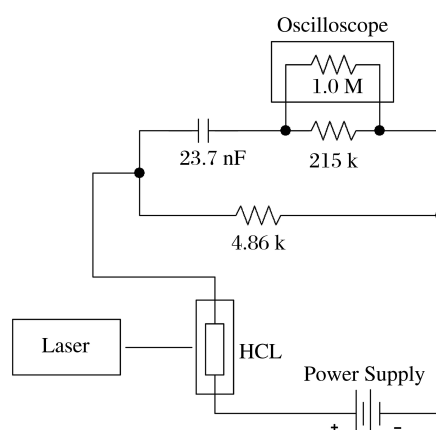 Oscilloscope
1.0 M
23.7 nF
215 k
4.86 k
Laser
HCL
Power Supply
+ −